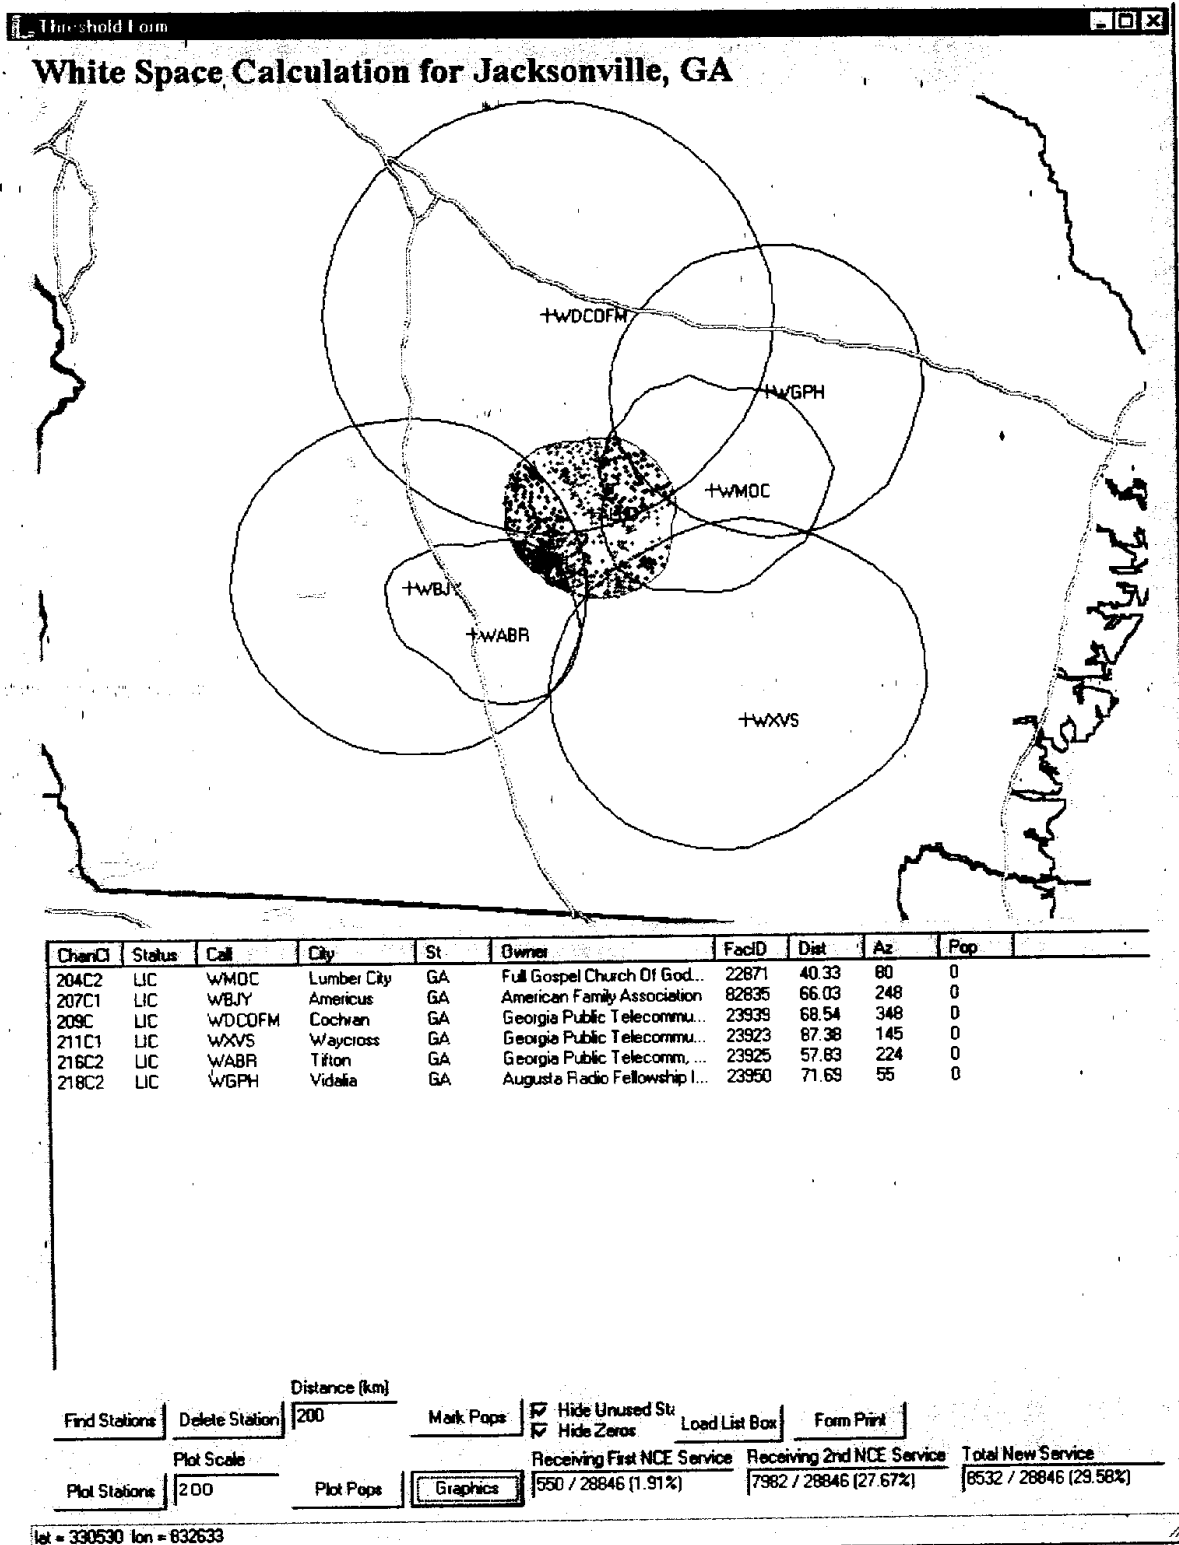 Threshold Form
White Space Calculation for Jacksonville, GA
WDCOFM
WGPH
WMOC
WBJY
WABR
WXVS
ChanCl Status Call City St Owner FacID Dist Az Pop
204C2 LIC WMOC Lumber City GA Full Gospel Church Of God... 22871 40.33 80 0
207C1 LIC WBJY Americus GA American Family Association 82835 66.03 248 0
209C LIC WDCOFM Cochran GA Georgia Public Telecommu... 23939 68.54 348 0
211C1 LIC WXVS Waycross GA Georgia Public Telecommu... 23923 87.38 145 0
216C2 LIC WABR Tifton GA Georgia Public Telecomm, ... 23925 57.83 224 0
218C2 LIC WGPH Vidalia GA Augusta Radio Fellowship I... 23950 71.69 55 0
Distance (km)
Find Stations Delete Station 200 Mark Pops Hide Unused Sta Load List Box Form Print
Hide Zeros
Plot Scale Receiving First NCE Service Receiving 2nd NCE Service Total New Service
Plot Stations 200 Plot Pops Graphics 550 / 28846 (1.91%) 7982 / 28846 (27.67%) 8532 / 28846 (29.58%)
lat = 330530 lon = 832633